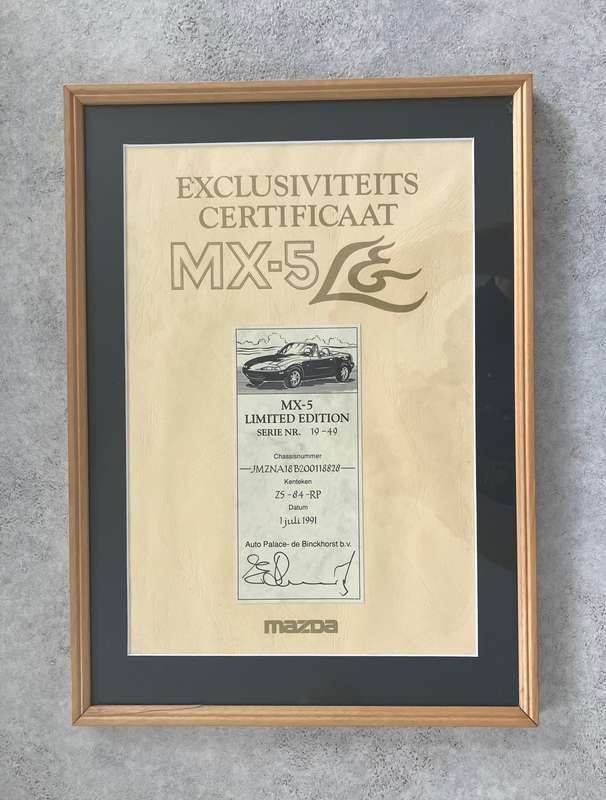 EXCLUSIVITEITS
CERTIFICAAT
MX-5 LE
MX-5
LIMITED EDITION
SERIE NR. 19-49
Chassisnummer
JMZNA18B200118828
Kenteken
ZS-84-RP
Datum
1 juli 1991
Auto Palace- de Binckhorst b.v.
mazda